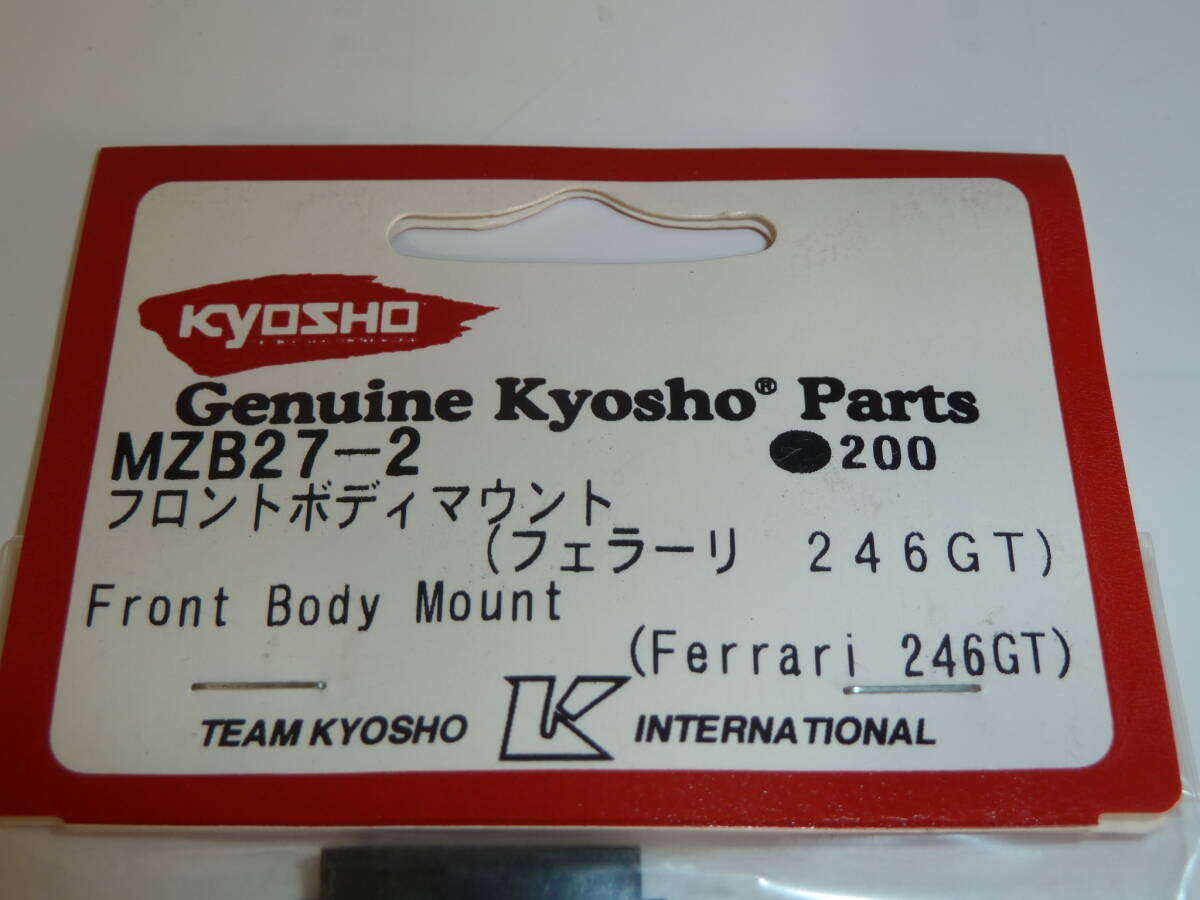 KYOSHO
Genuine Kyosho® Parts
MZB27-2 ●200
フロントボディマウント
(フェラーリ 246GT)
Front Body Mount
(Ferrari 246GT)
TEAM KYOSHO K INTERNATIONAL